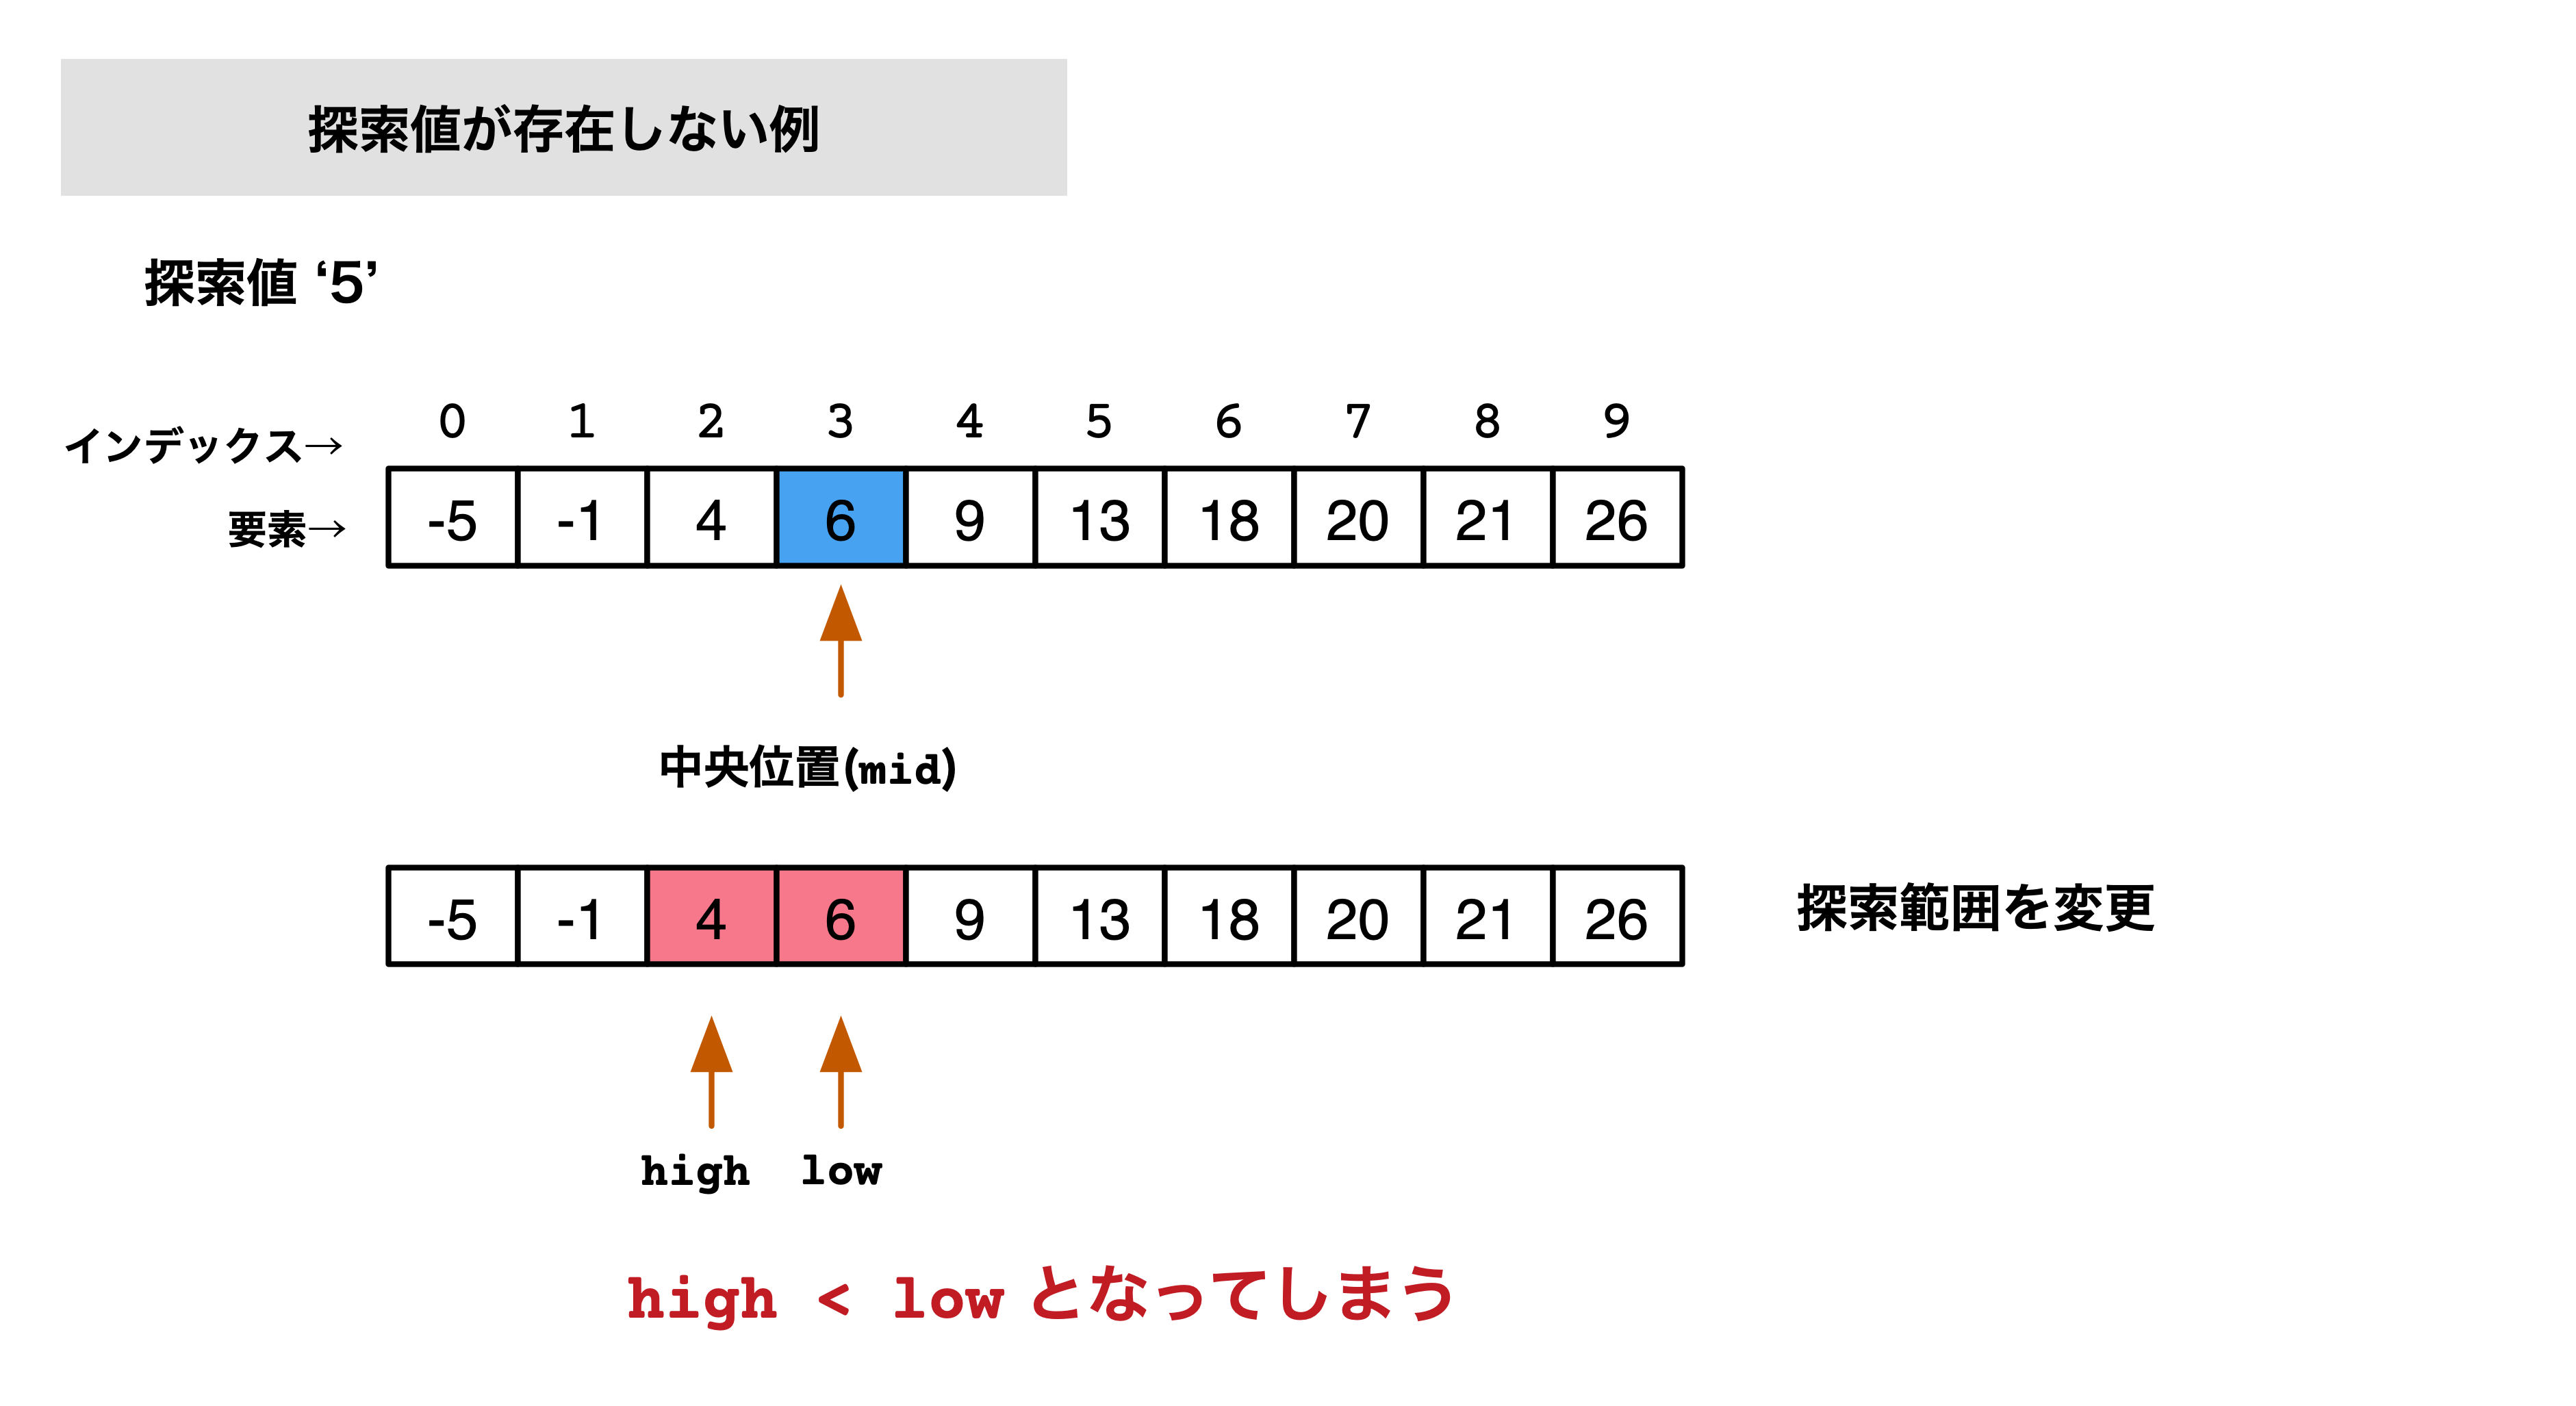 探索値が存在しない例
探索値 ‘5’
インデックス→ 0 1 2 3 4 5 6 7 8 9
要素→ -5 -1 4 6 9 13 18 20 21 26
中央位置(mid)
-5 -1 4 6 9 13 18 20 21 26 探索範囲を変更
high low
high < low となってしまう